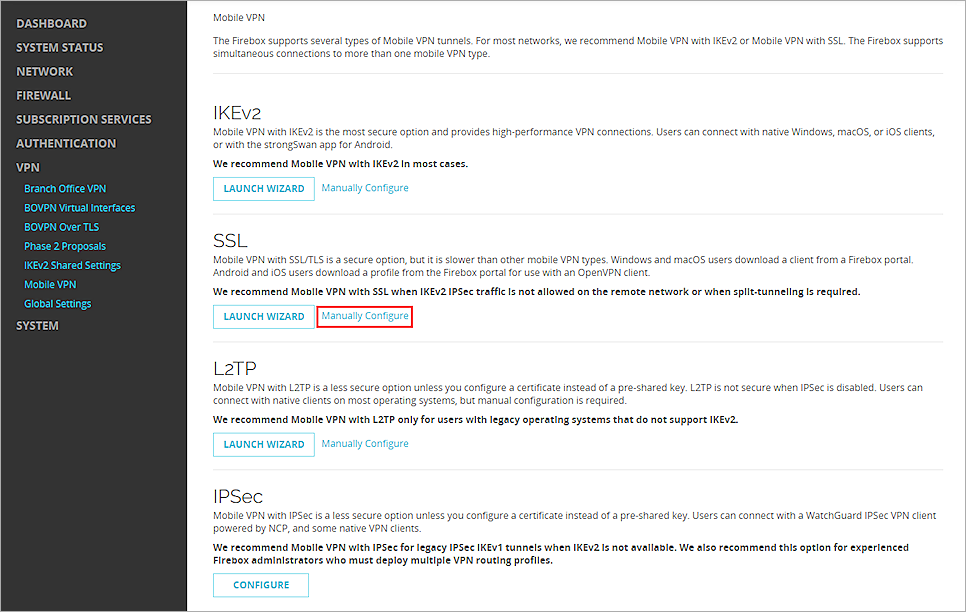 DASHBOARD
SYSTEM STATUS
NETWORK
FIREWALL
SUBSCRIPTION SERVICES
AUTHENTICATION
VPN
Branch Office VPN
BOVPN Virtual Interfaces
BOVPN Over TLS
Phase 2 Proposals
IKEv2 Shared Settings
Mobile VPN
Global Settings
SYSTEM
Mobile VPN
The Firebox supports several types of Mobile VPN tunnels. For most networks, we recommend Mobile VPN with IKEv2 or Mobile VPN with SSL. The Firebox supports
simultaneous connections to more than one mobile VPN type.
IKEv2
Mobile VPN with IKEv2 is the most secure option and provides high-performance VPN connections. Users can connect with native Windows, macOS, or iOS clients,
or with the strongSwan app for Android.
We recommend Mobile VPN with IKEv2 in most cases.
LAUNCH WIZARD Manually Configure
SSL
Mobile VPN with SSL/TLS is a secure option, but it is slower than other mobile VPN types. Windows and macOS users download a client from a Firebox portal.
Android and iOS users download a profile from the Firebox portal for use with an OpenVPN client.
We recommend Mobile VPN with SSL when IKEv2 IPSec traffic is not allowed on the remote network or when split-tunneling is required.
LAUNCH WIZARD Manually Configure
L2TP
Mobile VPN with L2TP is a less secure option unless you configure a certificate instead of a pre-shared key. L2TP is not secure when IPSec is disabled. Users can
connect with native clients on most operating systems, but manual configuration is required.
We recommend Mobile VPN with L2TP only for users with legacy operating systems that do not support IKEv2.
LAUNCH WIZARD Manually Configure
IPSec
Mobile VPN with IPSec is a less secure option unless you configure a certificate instead of a pre-shared key. Users can connect with a WatchGuard IPSec VPN client
powered by NCP, and some native VPN clients.
We recommend Mobile VPN with IPSec for legacy IPSec IKEv1 tunnels when IKEv2 is not available. We also recommend this option for experienced
Firebox administrators who must deploy multiple VPN routing profiles.
CONFIGURE